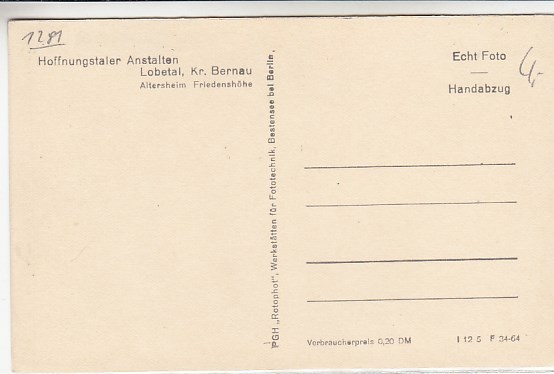 1281
Hoffnungstaler Anstalten
Lobetal, Kr. Bernau
Altersheim Friedenshöhe
PGH „Rotophot“, Werkstätten für Fototechnik, Bestensee bei Berlin.
Echt Foto
Handabzug
4,-
Verbraucherpreis 0,20 DM
I 12 5 F 34-64